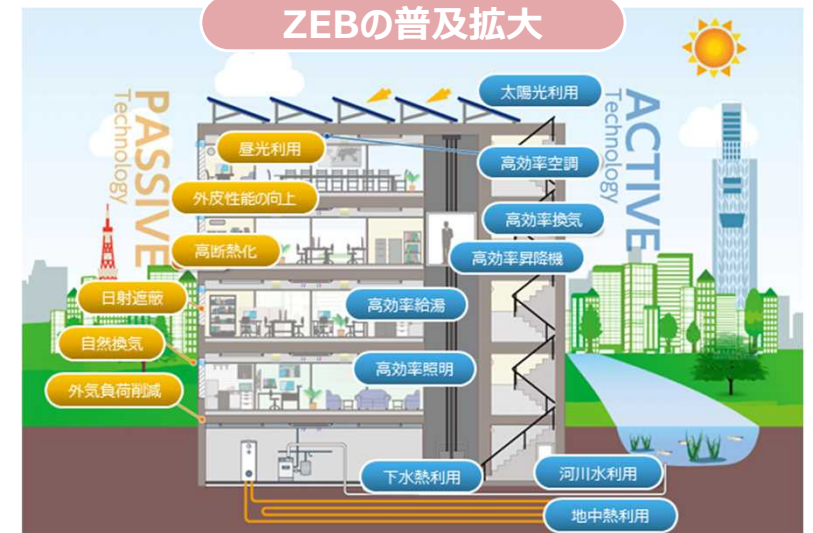 ZEBの普及拡大
PASSIVE
Technology
ACTIVE
Technology
太陽光利用
昼光利用
高効率空調
外皮性能の向上
高効率換気
高断熱化
高効率昇降機
日射遮蔽
高効率給湯
自然換気
高効率照明
外気負荷削減
下水熱利用
河川水利用
地中熱利用